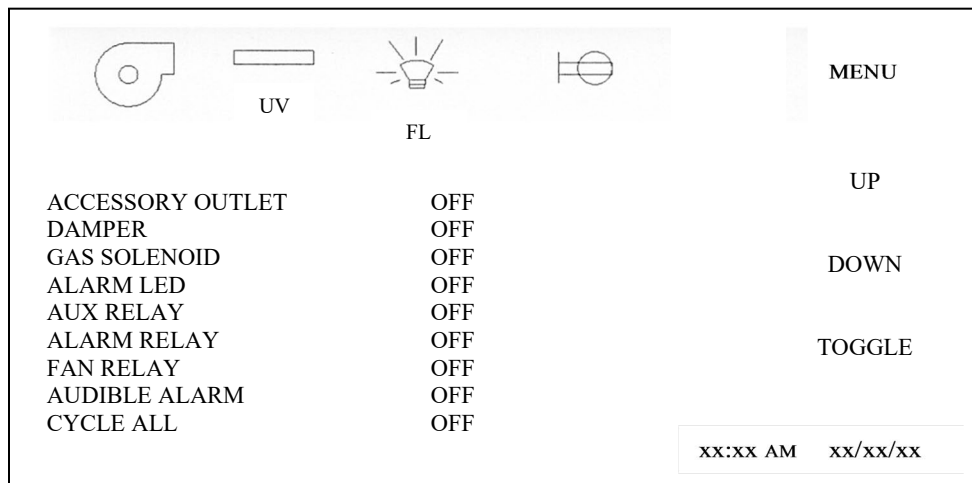 MENU
UV
FL
UP
ACCESSORY OUTLET OFF
DAMPER OFF
GAS SOLENOID OFF
DOWN
ALARM LED OFF
AUX RELAY OFF
ALARM RELAY OFF
TOGGLE
FAN RELAY OFF
AUDIBLE ALARM OFF
CYCLE ALL OFF
xx:xx AM xx/xx/xx